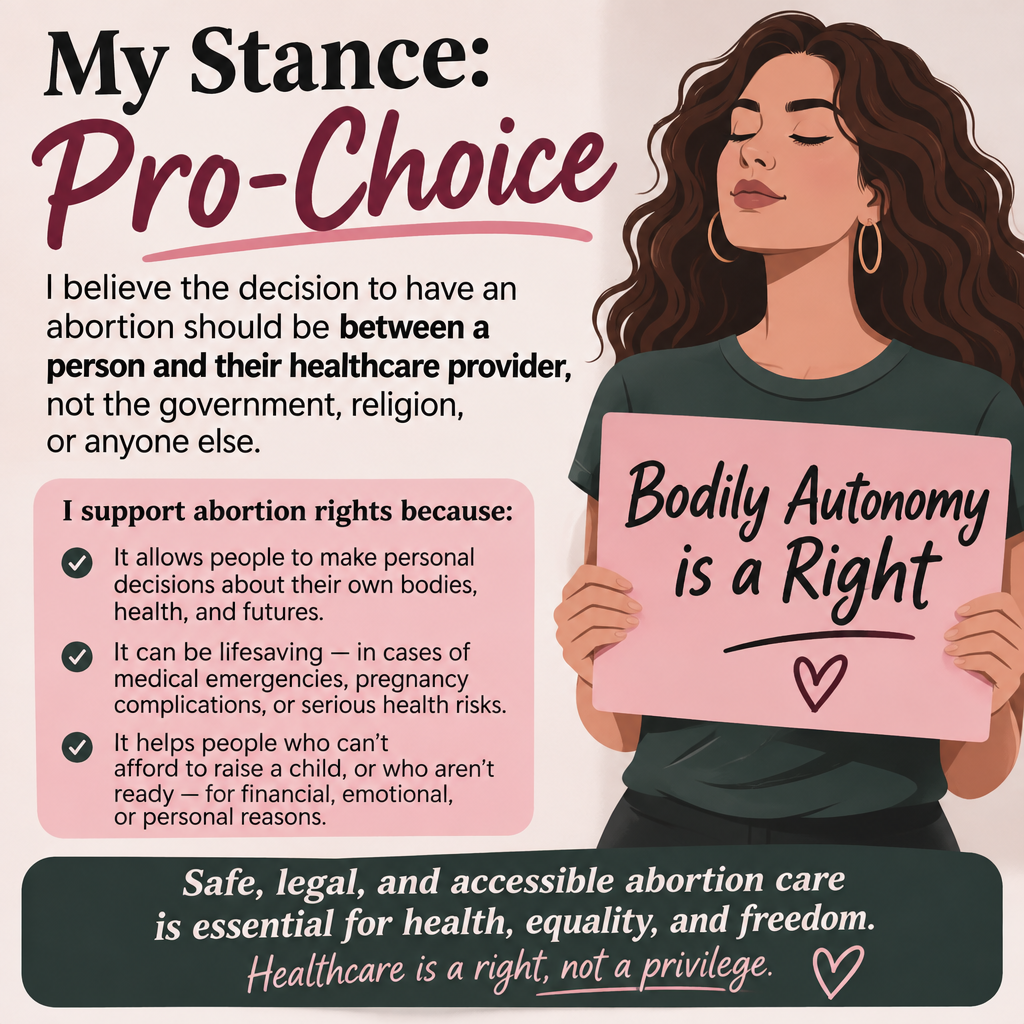 My Stance:
Pro-Choice
I believe the decision to have an
abortion should be between a
person and their healthcare provider,
not the government, religion,
or anyone else.
I support abortion rights because:
It allows people to make personal
decisions about their own bodies,
health, and futures.
It can be lifesaving — in cases of
medical emergencies, pregnancy
complications, or serious health risks.
It helps people who can't
afford to raise a child, or who aren't
ready — for financial, emotional,
or personal reasons.
Bodily Autonomy
is a Right
Safe, legal, and accessible abortion care
is essential for health, equality, and freedom.
Healthcare is a right, not a privilege.